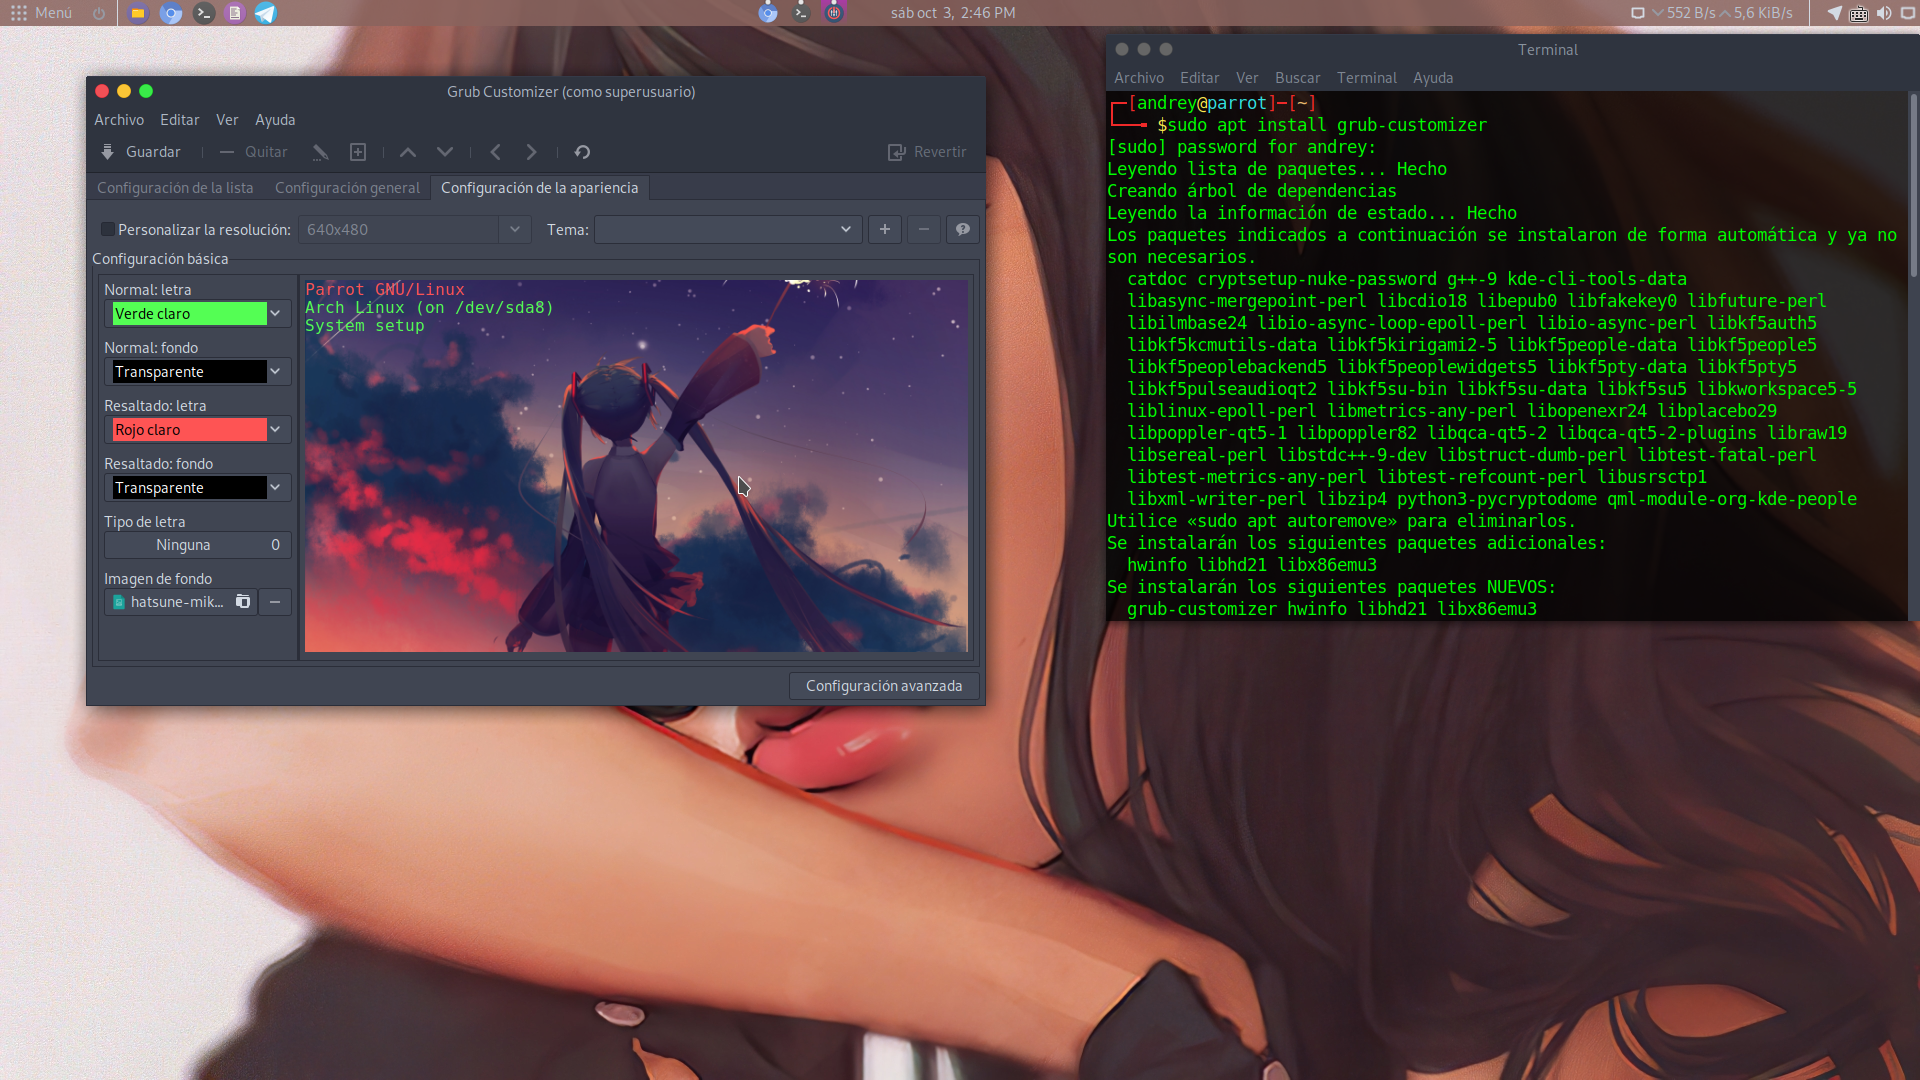 Menú
sáb oct 3, 2:46 PM
552 B/s 5,6 KiB/s
Grub Customizer (como superusuario)
Archivo Editar Ver Ayuda
Guardar Quitar Revertir
Configuración de la lista Configuración general Configuración de la apariencia
Personalizar la resolución: 640x480 Tema:
Configuración básica
Normal: letra
Verde claro
Normal: fondo
Transparente
Resaltado: letra
Rojo claro
Resaltado: fondo
Transparente
Tipo de letra
Ninguna 0
Imagen de fondo
hatsune-mik...
Parrot GNU/Linux
Arch Linux (on /dev/sda8)
System setup
Configuración avanzada
Terminal
Archivo Editar Ver Buscar Terminal Ayuda
[andrey@parrot]─[~]
$sudo apt install grub-customizer
[sudo] password for andrey:
Leyendo lista de paquetes... Hecho
Creando árbol de dependencias
Leyendo la información de estado... Hecho
Los paquetes indicados a continuación se instalaron de forma automática y ya no
son necesarios.
catdoc cryptsetup-nuke-password g++-9 kde-cli-tools-data
libasync-mergepoint-perl libcdio18 libepub0 libfakekey0 libfuture-perl
libilmbase24 libio-async-loop-epoll-perl libio-async-perl libkf5auth5
libkf5kcmutils-data libkf5kirigami2-5 libkf5people-data libkf5people5
libkf5peoplebackend5 libkf5peoplewidgets5 libkf5pty-data libkf5pty5
libkf5pulseaudioqt2 libkf5su-bin libkf5su-data libkf5su5 libkworkspace5-5
liblinux-epoll-perl libmetrics-any-perl libopenexr24 libplacebo29
libpoppler-qt5-1 libpoppler82 libqca-qt5-2 libqca-qt5-2-plugins libraw19
libsereal-perl libstdc++-9-dev libstruct-dumb-perl libtest-fatal-perl
libtest-metrics-any-perl libtest-refcount-perl libusrsctp1
libxml-writer-perl libzip4 python3-pycryptodome qml-module-org-kde-people
Utilice «sudo apt autoremove» para eliminarlos.
Se instalarán los siguientes paquetes adicionales:
hwinfo libhd21 libx86emu3
Se instalarán los siguientes paquetes NUEVOS:
grub-customizer hwinfo libhd21 libx86emu3